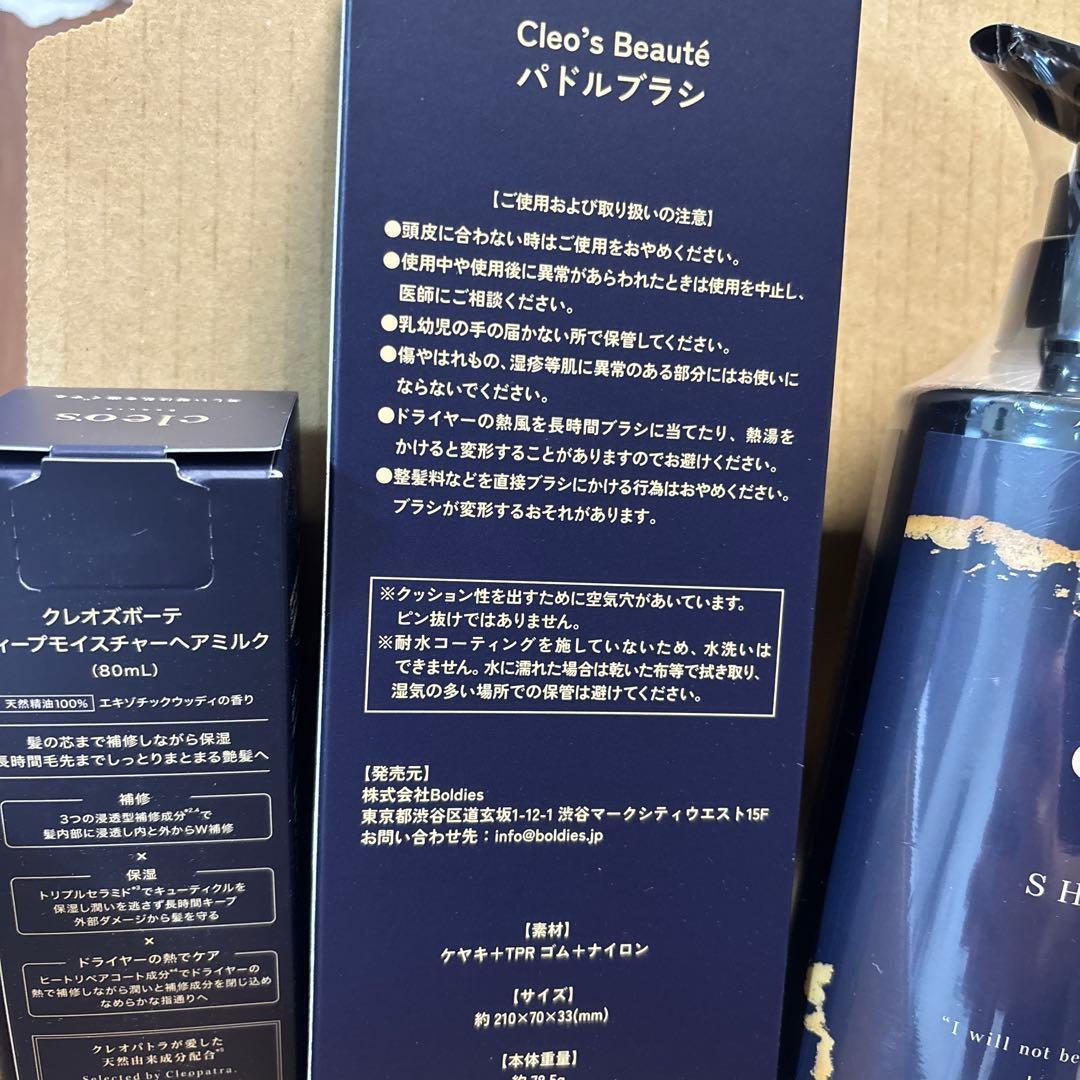 Cleo's Beauté
パドルブラシ
【ご使用および取り扱いの注意】
●頭皮に合わない時はご使用をおやめください。
●使用中や使用後に異常があらわれたときは使用を中止し、
医師にご相談ください。
●乳幼児の手の届かない所で保管してください。
●傷やはれもの、湿疹等肌に異常のある部分にはお使いに
ならないでください。
●ドライヤーの熱風を長時間ブラシに当てたり、熱湯を
かけると変形することがありますのでお避けください。
●整髪料などを直接ブラシにかける行為はおやめください。
ブラシが変形するおそれがあります。
※クッション性を出すために空気穴があいています。
ピン抜けではありません。
※耐水コーティングを施していないため、水洗いは
できません。水に濡れた場合は乾いた布等で拭き取り、
湿気の多い場所での保管は避けてください。
【発売元】
株式会社Boldies
東京都渋谷区道玄坂1-12-1 渋谷マークシティウエスト15F
お問い合わせ先：info@boldies.jp
【素材】
ケヤキ＋TPR ゴム＋ナイロン
【サイズ】
約 210×70×33(mm)
【本体重量】
約 79.5g
cleo's
クレオズボーテ
ィープモイスチャーヘアミルク
(80mL)
天然精油100% エキゾチックウッディの香り
髪の芯まで補修しながら保湿
長時間毛先までしっとりまとまる艶髪へ
補修
3つの浸透型補修成分※2,4で
髪内部に浸透し内と外からW補修
×
保湿
トリプルセラミド※3でキューティクルを
保湿し潤いを逃さず長時間キープ
外部ダメージから髪を守る
×
ドライヤーの熱でケア
ヒートリペアコート成分※4でドライヤーの
熱で補修しながら潤いと補修成分を閉じ込め
なめらかな指通りへ
クレオパトラが愛した
天然由来成分配合※5
Selected by Cleopatra.
SH
"I will not be